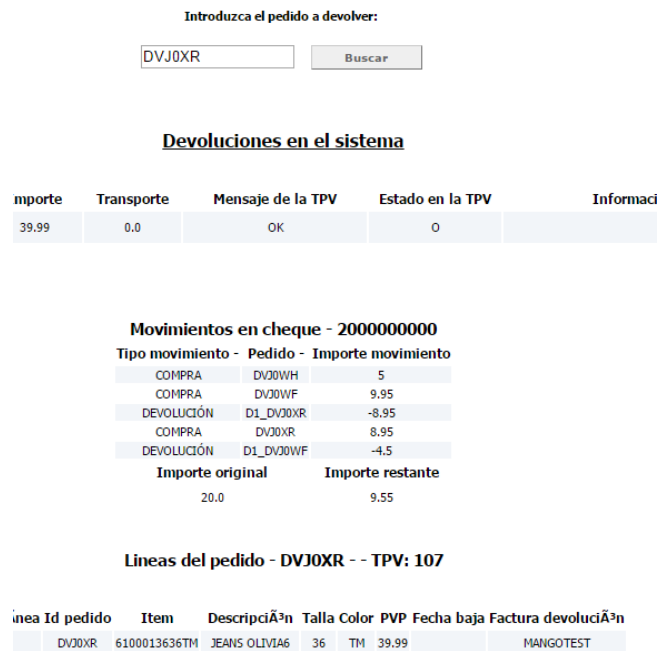 Introduzca el pedido a devolver:
DVJ0XR Buscar
Devoluciones en el sistema
mporte Transporte Mensaje de la TPV Estado en la TPV Informaci
39.99 0.0 OK O
Movimientos en cheque - 2000000000
Tipo movimiento - Pedido - Importe movimiento
COMPRA DVJ0WH 5
COMPRA DVJ0WF 9.95
DEVOLUCIÓN D1_DVJ0XR -8.95
COMPRA DVJ0XR 8.95
DEVOLUCIÓN D1_DVJ0WF -4.5
Importe original Importe restante
20.0 9.55
Lineas del pedido - DVJ0XR - - TPV: 107
ínea Id pedido Item DescripciÃ³n Talla Color PVP Fecha baja Factura devoluciÃ³n
DVJ0XR 6100013636TM JEANS OLIVIA6 36 TM 39.99 MANGOTEST